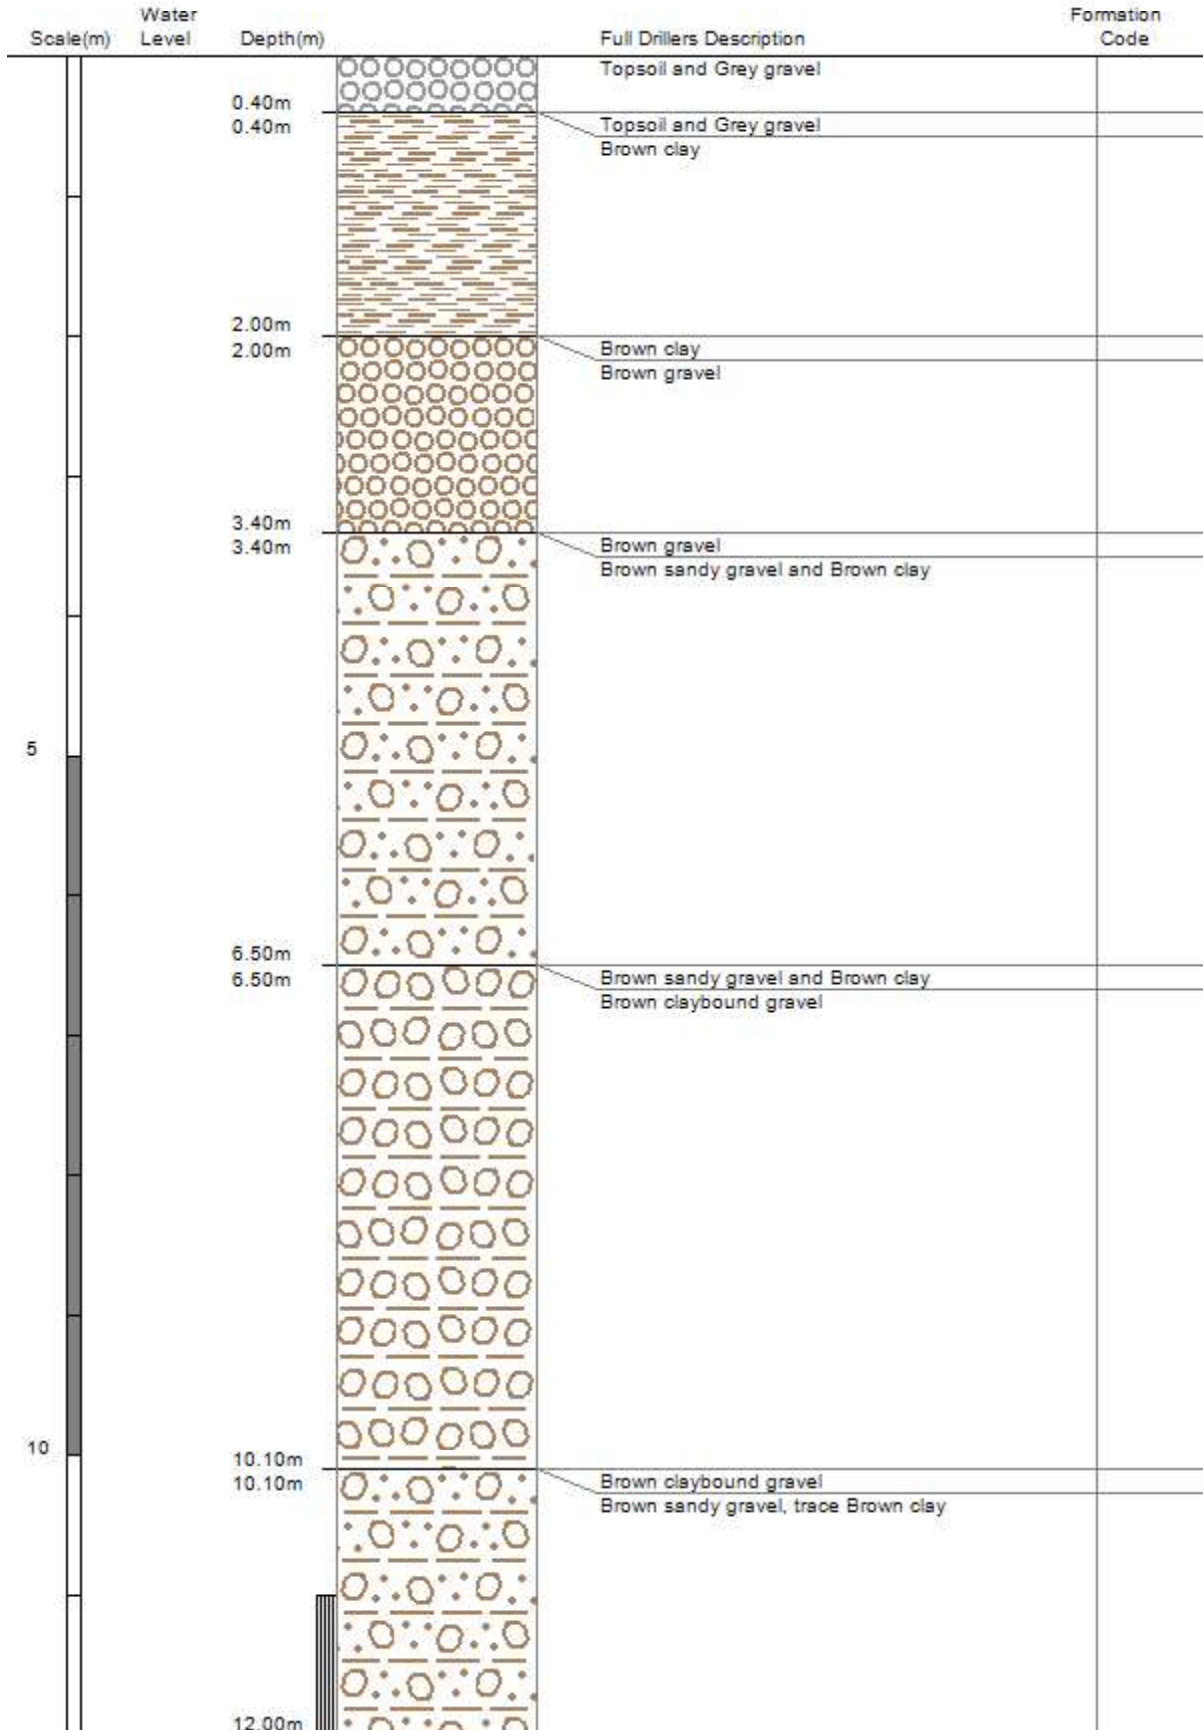 Water Formation
Scale(m) Level Depth(m) Full Drillers Description Code
Topsoil and Grey gravel
0.40m
0.40m Topsoil and Grey gravel
Brown clay
2.00m
2.00m Brown clay
Brown gravel
3.40m
3.40m Brown gravel
Brown sandy gravel and Brown clay
5
6.50m
6.50m Brown sandy gravel and Brown clay
Brown claybound gravel
10
10.10m
10.10m Brown claybound gravel
Brown sandy gravel, trace Brown clay
12.00m